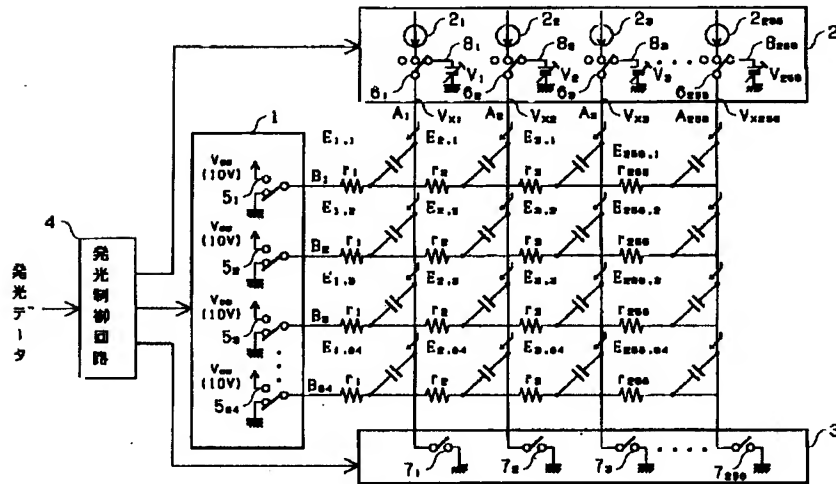 2₁ 2₂ 2₃ 2₂₅₆ 2
8₁ 8₂ 8₃ 8₂₅₆
V₁ V₂ V₃ V₂₅₆
6₁ 6₂ 6₃ 6₂₅₆
A₁ Vx₁ A₂ Vx₂ A₃ Vx₃ A₂₅₆ Vx₂₅₆
1
E₁.₁ E₂.₁ E₃.₁ E₂₅₆.₁
Vcc
(10V)
5₁
B₁ r₁ r₂ r₃ r₂₅₆
E₁.₂ E₂.₂ E₃.₂ E₂₅₆.₂
4
発光データ
発光制御回路
Vcc
(10V)
5₂
B₂ r₁ r₂ r₃ r₂₅₆
E₁.₃ E₂.₃ E₃.₃ E₂₅₆.₃
Vcc
(10V)
5₃
B₃ r₁ r₂ r₃ r₂₅₆
E₁.₆₄ E₂.₆₄ E₃.₆₄ E₂₅₆.₆₄
Vcc
(10V)
5₆₄
B₆₄ r₁ r₂ r₃ r₂₅₆
3
7₁ 7₂ 7₃ 7₂₅₆